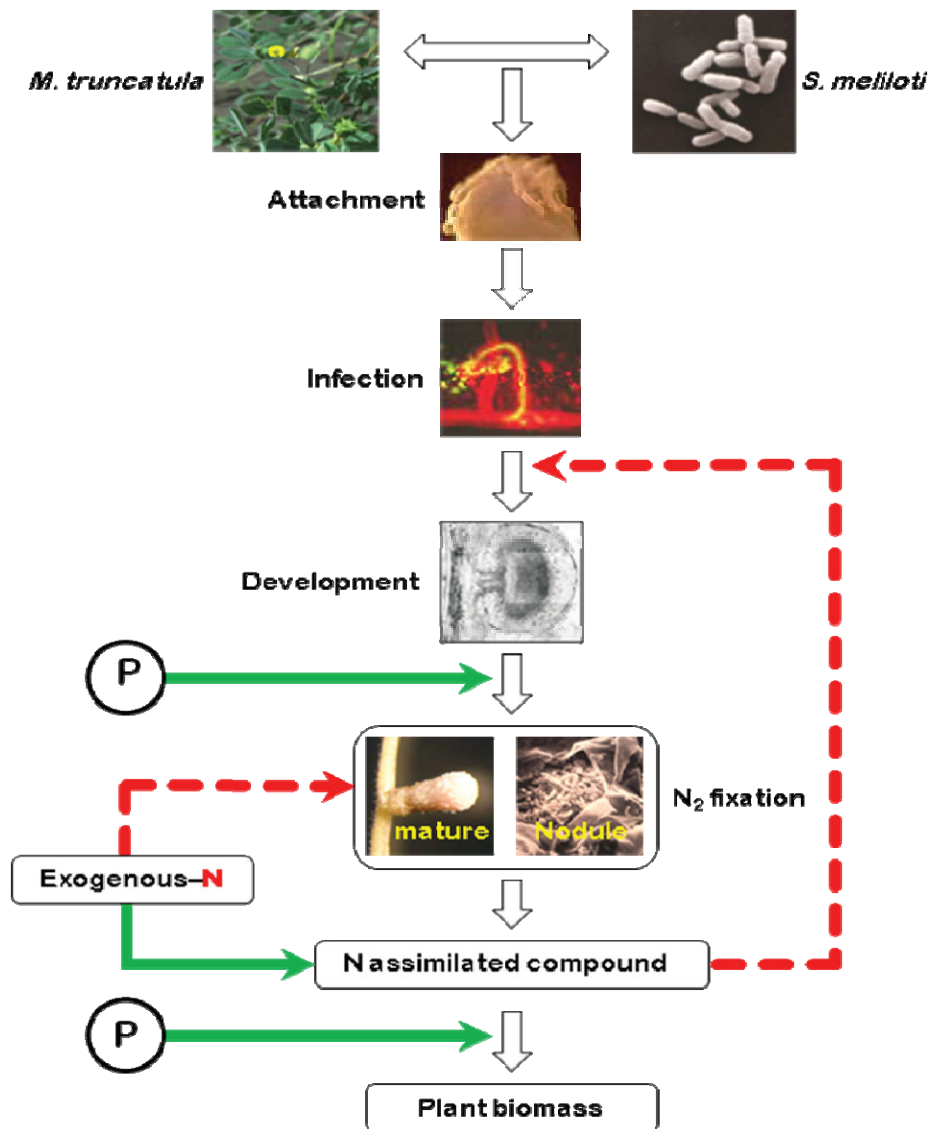 M. truncatula
S. meliloti
Attachment
Infection
Development
P
mature
Nodule
N2 fixation
Exogenous–N
N assimilated compound
P
Plant biomass